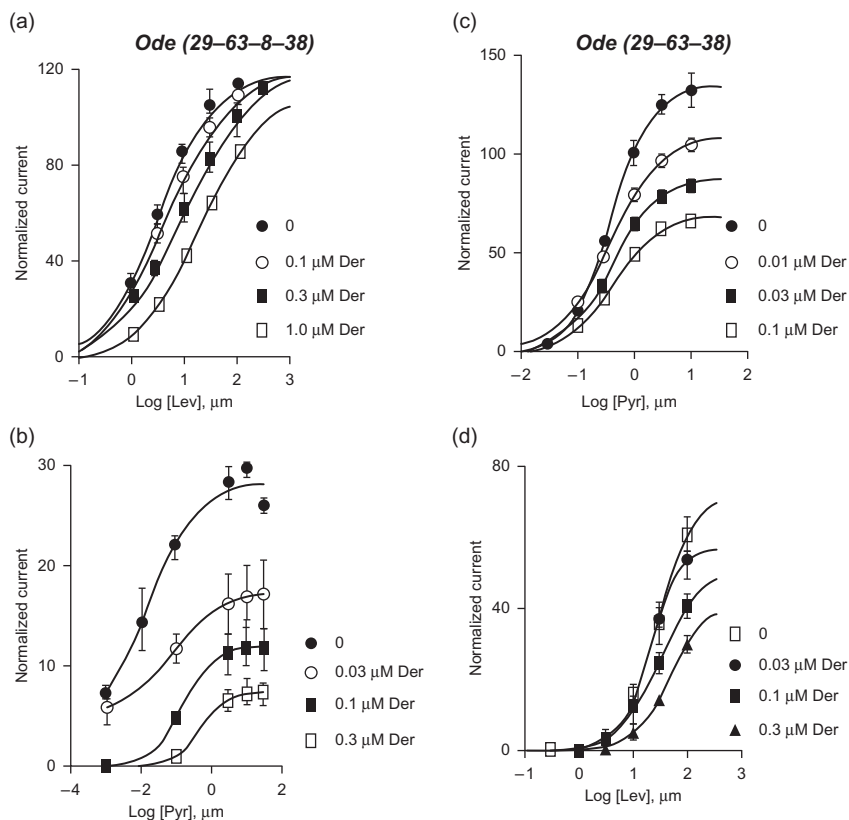 (a)
Ode (29–63–8–38)
120
80
40
0
Normalized current
–1 0 1 2 3
Log [Lev], μm
0
0.1 μM Der
0.3 μM Der
1.0 μM Der
(c)
Ode (29–63–38)
150
100
50
0
Normalized current
–2 –1 0 1 2
Log [Pyr], μm
0
0.01 μM Der
0.03 μM Der
0.1 μM Der
(b)
30
20
10
0
Normalized current
–4 –2 0 2
Log [Pyr], μm
0
0.03 μM Der
0.1 μM Der
0.3 μM Der
(d)
80
40
0
Normalized current
–1 0 1 2 3
Log [Lev], μm
0
0.03 μM Der
0.1 μM Der
0.3 μM Der